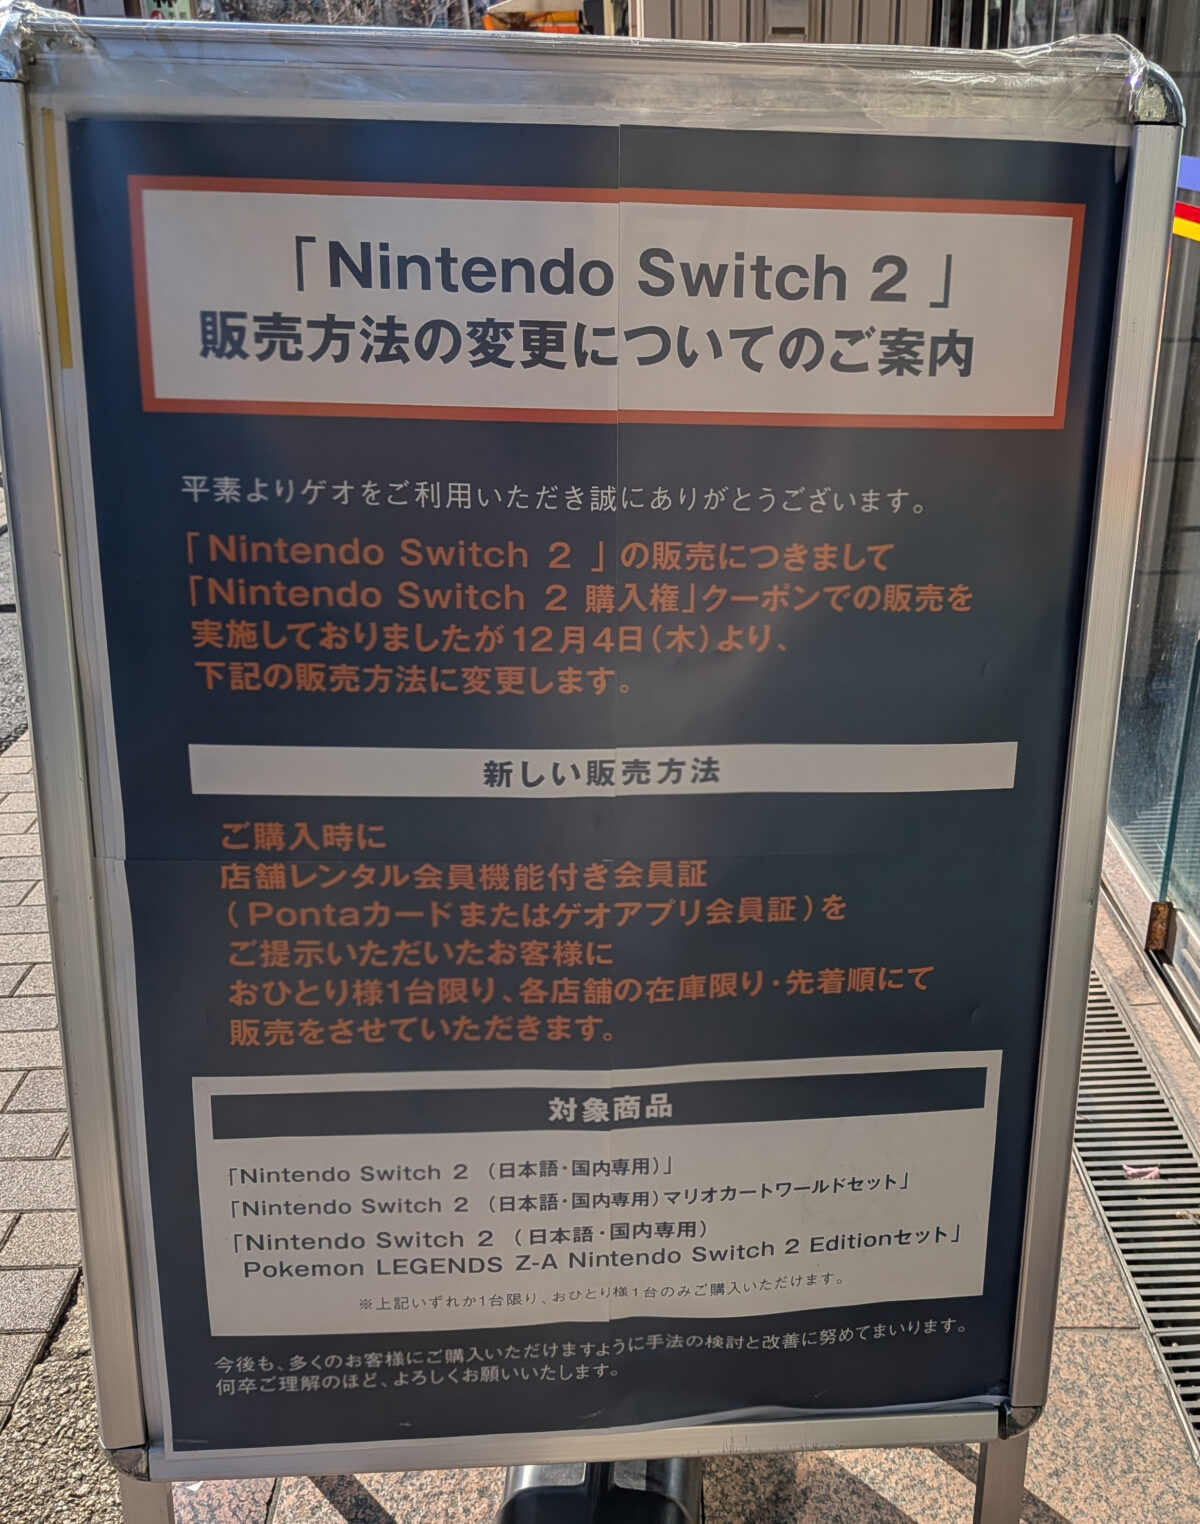 「Nintendo Switch 2 」
販売方法の変更についてのご案内
平素よりゲオをご利用いただき誠にありがとうございます。
「Nintendo Switch 2 」の販売につきまして
「Nintendo Switch 2 購入権」クーポンでの販売を
実施しておりましたが12月4日(木)より、
下記の販売方法に変更します。
新しい販売方法
ご購入時に
店舗レンタル会員機能付き会員証
(Pontaカードまたはゲオアプリ会員証)を
ご提示いただいたお客様に
おひとり様1台限り、各店舗の在庫限り・先着順にて
販売をさせていただきます。
対象商品
「Nintendo Switch 2 (日本語・国内専用)」
「Nintendo Switch 2 (日本語・国内専用)マリオカートワールドセット」
「Nintendo Switch 2 (日本語・国内専用)
Pokemon LEGENDS Z-A Nintendo Switch 2 Editionセット」
※上記いずれか1台限り、おひとり様1台のみご購入いただけます。
今後も、多くのお客様にご購入いただけますように手法の検討と改善に努めてまいります。
何卒ご理解のほど、よろしくお願いいたします。